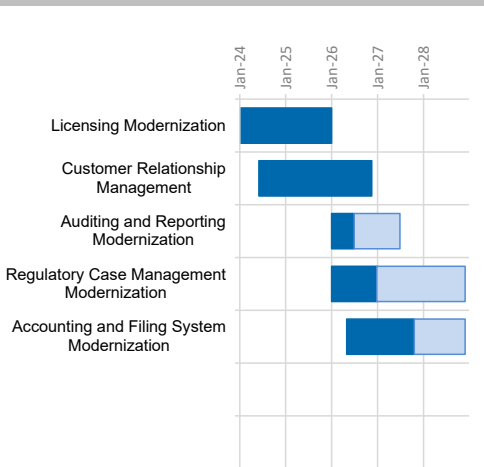 Jan-24
Jan-25
Jan-26
Jan-27
Jan-28
Licensing Modernization
Customer Relationship
Management
Auditing and Reporting
Modernization
Regulatory Case Management
Modernization
Accounting and Filing System
Modernization